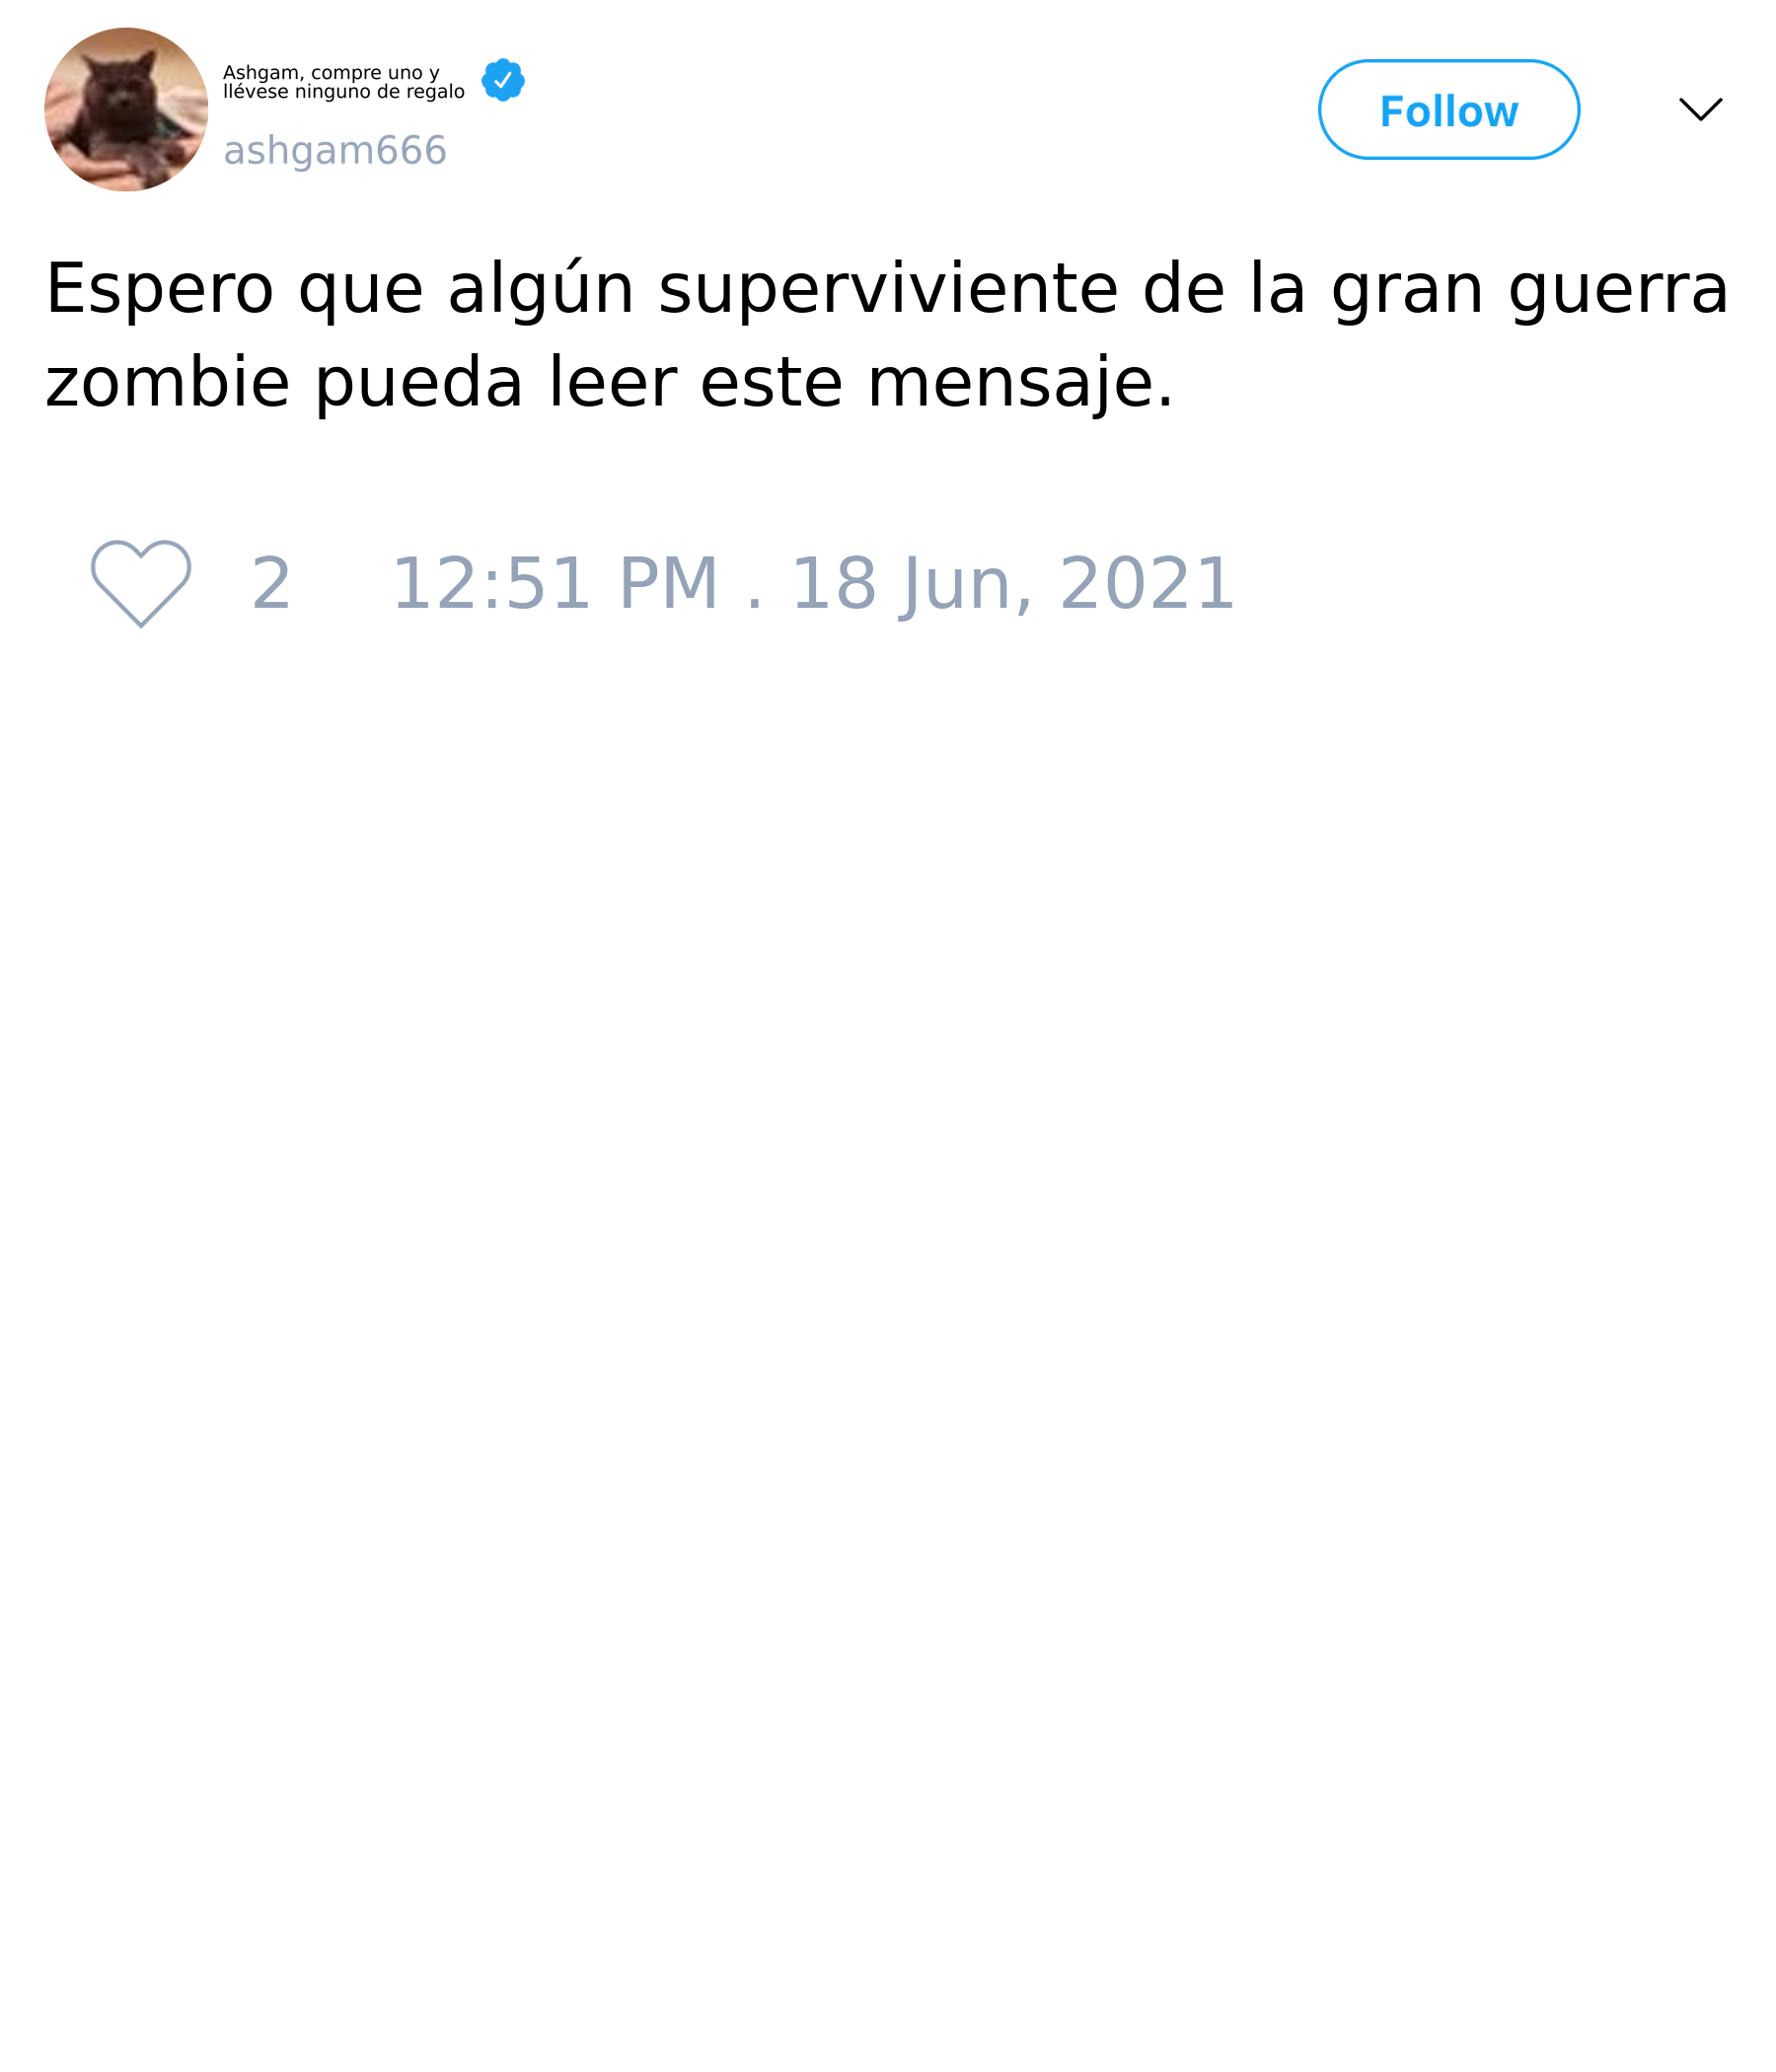 Ashgam, compre uno y
llévese ninguno de regalo
ashgam666
Follow
Espero que algún superviviente de la gran guerra
zombie pueda leer este mensaje.
2 12:51 PM . 18 Jun, 2021